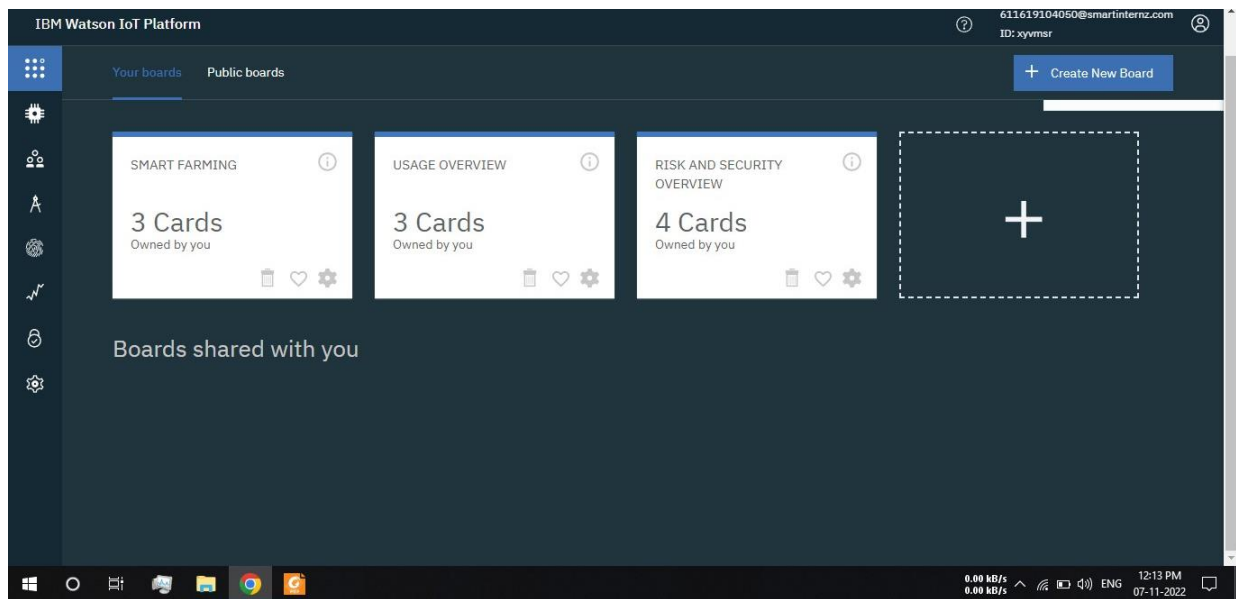 IBM Watson IoT Platform
611619104050@smartinternz.com
ID: xyvmsr
Your boards
Public boards
Create New Board
SMART FARMING
3 Cards
Owned by you
USAGE OVERVIEW
3 Cards
Owned by you
RISK AND SECURITY
OVERVIEW
4 Cards
Owned by you
Boards shared with you
0.00 kB/s
0.00 kB/s
ENG
12:13 PM
07-11-2022